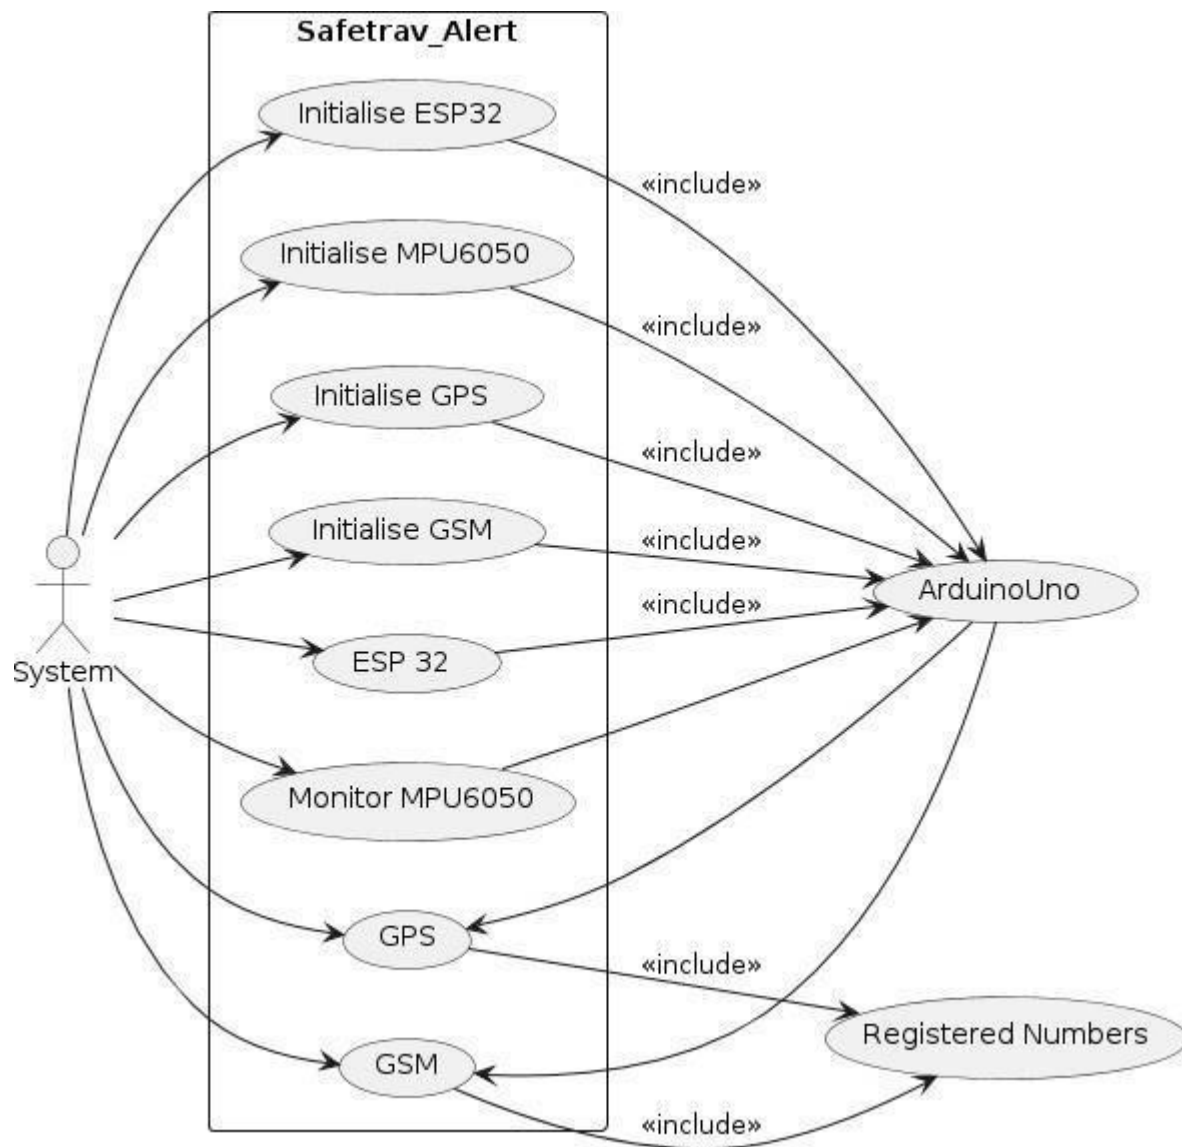 Safetrav_Alert
Initialise ESP32
«include»
Initialise MPU6050
«include»
Initialise GPS
«include»
Initialise GSM
«include»
ArduinoUno
«include»
ESP 32
System
Monitor MPU6050
GPS
«include»
Registered Numbers
GSM
«include»